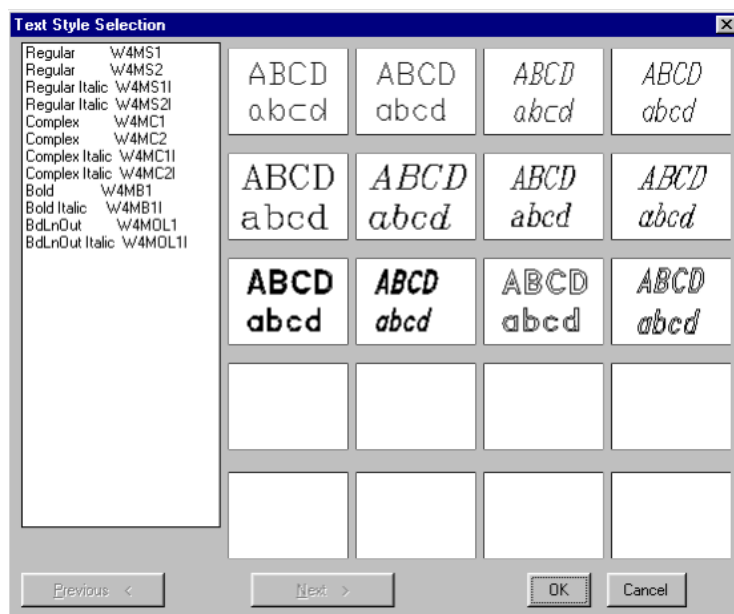 Text Style Selection
Regular W4MS1
Regular W4MS2
Regular Italic W4MS1I
Regular Italic W4MS2I
Complex W4MC1
Complex W4MC2
Complex Italic W4MC1I
Complex Italic W4MC2I
Bold W4MB1
Bold Italic W4MB1I
BdLnOut W4MOL1
BdLnOut Italic W4MOL1I
ABCD ABCD ABCD ABCD
abcd abcd abcd abcd
ABCD ABCD ABCD ABCD
abcd abcd abcd abcd
ABCD ABCD ABCD ABCD
abcd abcd abcd abcd
Previous < Next > OK Cancel